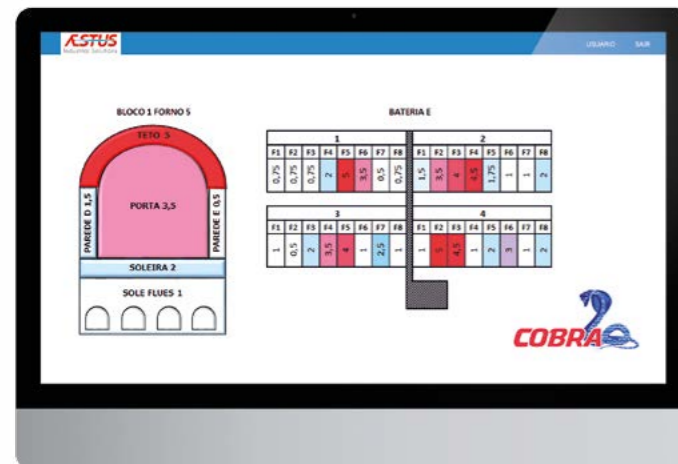 ÆSTUS
Industrial Solutions
USUARIO SAIR
BLOCO 1 FORNO 5
TETO 5
PAREDE D 1,5
PORTA 3,5
PAREDE E 0,5
SOLEIRA 2
SOLE FLUES 1
BATERIA E
1 2
F1 F2 F3 F4 F5 F6 F7 F8 F1 F2 F3 F4 F5 F6 F7 F8
0,75 0,75 0,75 2 5 3,5 0,5 0,75 1,5 3,5 4 4,5 1,75 1 1 2
3 4
F1 F2 F3 F4 F5 F6 F7 F8 F1 F2 F3 F4 F5 F6 F7 F8
1 0,5 2 3,5 4 1 2,5 1 1 5 4,5 1 2 3 1 2
COBRA